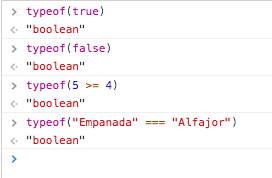 > typeof(true)
<· "boolean"
> typeof(false)
<· "boolean"
> typeof(5 >= 4)
<· "boolean"
> typeof("Empanada" === "Alfajor")
<· "boolean"
>